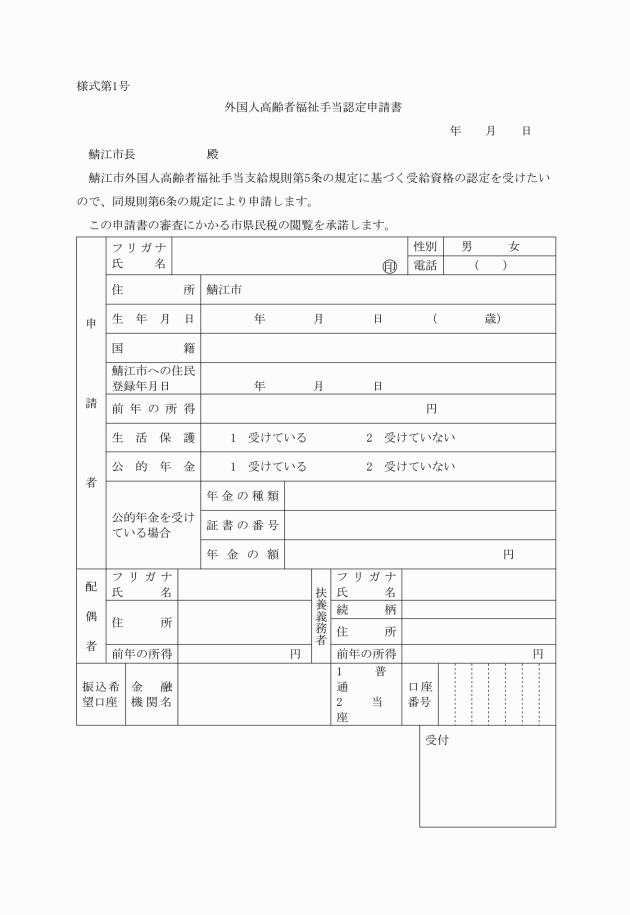 様式第1号
外国人高齢者福祉手当認定申請書
年　　月　　日
鯖江市長　　　　　　殿
鯖江市外国人高齢者福祉手当支給規則第5条の規定に基づく受給資格の認定を受けたい
ので、同規則第6条の規定により申請します。
この申請書の審査にかかる市県民税の閲覧を承諾します。
申請者
フリガナ
氏　　名
㊞
性別　男　　　女
電話　（　　）
住　　所　鯖江市
生年月日　　　年　　　月　　　日　　　（　　　歳）
国　　籍
鯖江市への住民
登録年月日　　　年　　　月　　　日
前年の所得　　　円
生活保護　1　受けている　　　2　受けていない
公的年金　1　受けている　　　2　受けていない
公的年金を受け
ている場合
年金の種類
証書の番号
年金の額　　　円
配偶者
フリガナ
氏　　名
住　　所
前年の所得　　　円
扶養義務者
フリガナ
氏　　名
続　　柄
住　　所
前年の所得　　　円
振込希
望口座
金　融
機関名
1　　普
通
2　　当
座
口座
番号
受付